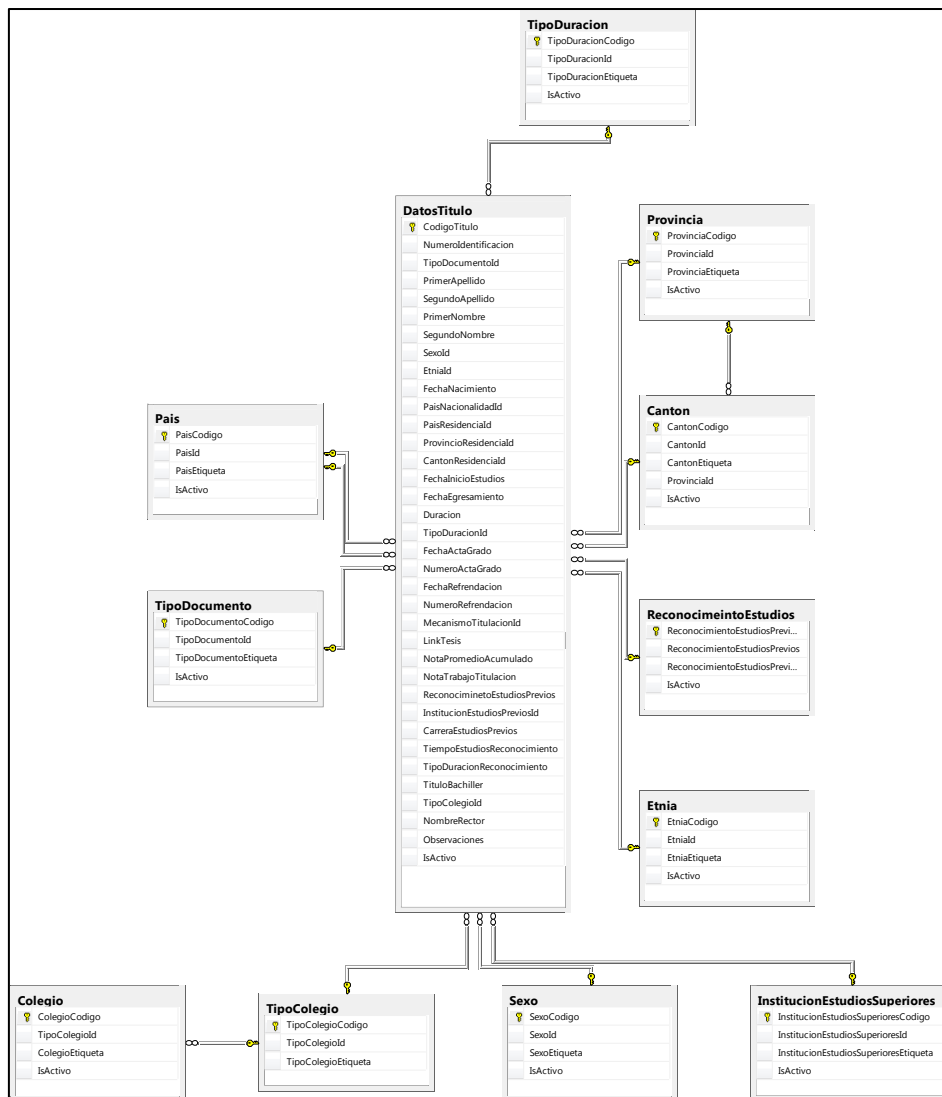 TipoDuracion
TipoDuracionCodigo
TipoDuracionId
TipoDuracionEtiqueta
IsActivo
DatosTitulo
CodigoTitulo
NumeroIdentificacion
TipoDocumentoId
PrimerApellido
SegundoApellido
PrimerNombre
SegundoNombre
SexoId
EtniaId
FechaNacimiento
PaisNacionalidadId
PaisResidenciaId
ProvincioResidenciaId
CantonResidenciaId
FechaInicioEstudios
FechaEgresamiento
Duracion
TipoDuracionId
FechaActaGrado
NumeroActaGrado
FechaRefrendacion
NumeroRefrendacion
MecanismoTitulacionId
LinkTesis
NotaPromedioAcumulado
NotaTrabajoTitulacion
ReconociminetoEstudiosPrevios
InstitucionEstudiosPreviosId
CarreraEstudiosPrevios
TiempoEstudiosReconocimiento
TipoDuracionReconocimiento
TituloBachiller
TipoColegioId
NombreRector
Observaciones
IsActivo
Provincia
ProvinciaCodigo
ProvinciaId
ProvinciaEtiqueta
IsActivo
Canton
CantonCodigo
CantonId
CantonEtiqueta
ProvinciaId
IsActivo
Pais
PaisCodigo
PaisId
PaisEtiqueta
IsActivo
TipoDocumento
TipoDocumentoCodigo
TipoDocumentoId
TipoDocumentoEtiqueta
IsActivo
ReconocimeintoEstudios
ReconocimientoEstudiosPrevi...
ReconocimientoEstudiosPrevios
ReconocimientoEstudiosPrevi...
IsActivo
Etnia
EtniaCodigo
EtniaId
EtniaEtiqueta
IsActivo
Colegio
ColegioCodigo
TipoColegioId
ColegioEtiqueta
IsActivo
TipoColegio
TipoColegioCodigo
TipoColegioId
TipoColegioEtiqueta
Sexo
SexoCodigo
SexoId
SexoEtiqueta
IsActivo
InstitucionEstudiosSuperiores
InstitucionEstudiosSuperioresCodigo
InstitucionEstudiosSuperioresId
InstitucionEstudiosSuperioresEtiqueta
IsActivo